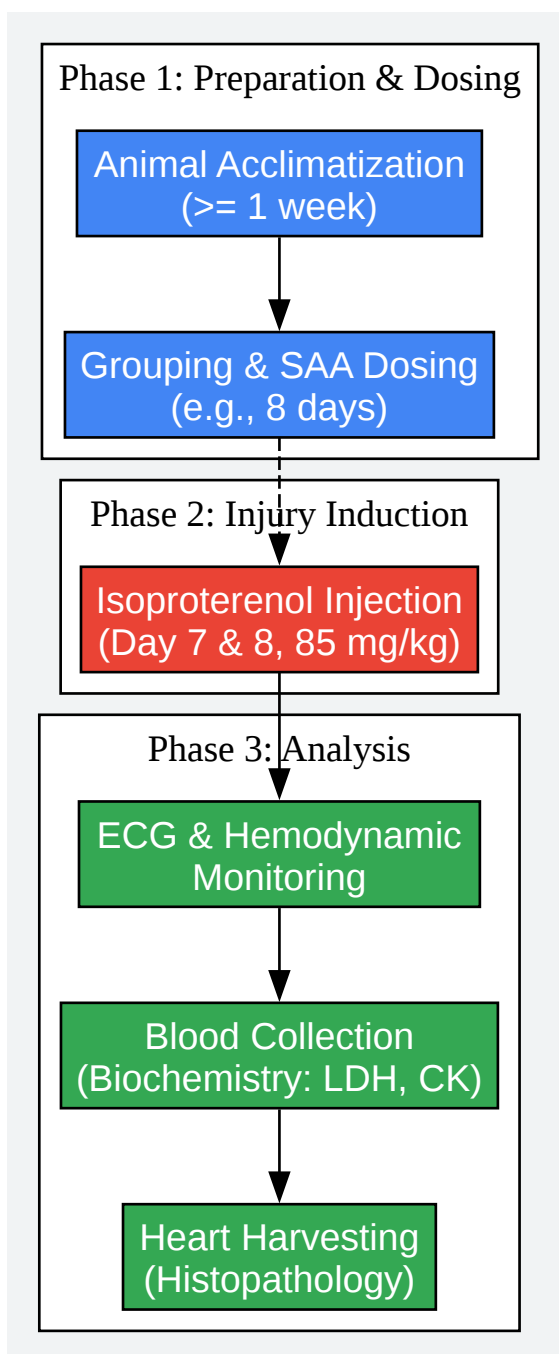 Phase 1: Preparation & Dosing
Animal Acclimatization
(>= 1 week)
Grouping & SAA Dosing
(e.g., 8 days)
Phase 2: Injury Induction
Isoproterenol Injection
(Day 7 & 8, 85 mg/kg)
Phase 3: Analysis
ECG & Hemodynamic
Monitoring
Blood Collection
(Biochemistry: LDH, CK)
Heart Harvesting
(Histopathology)